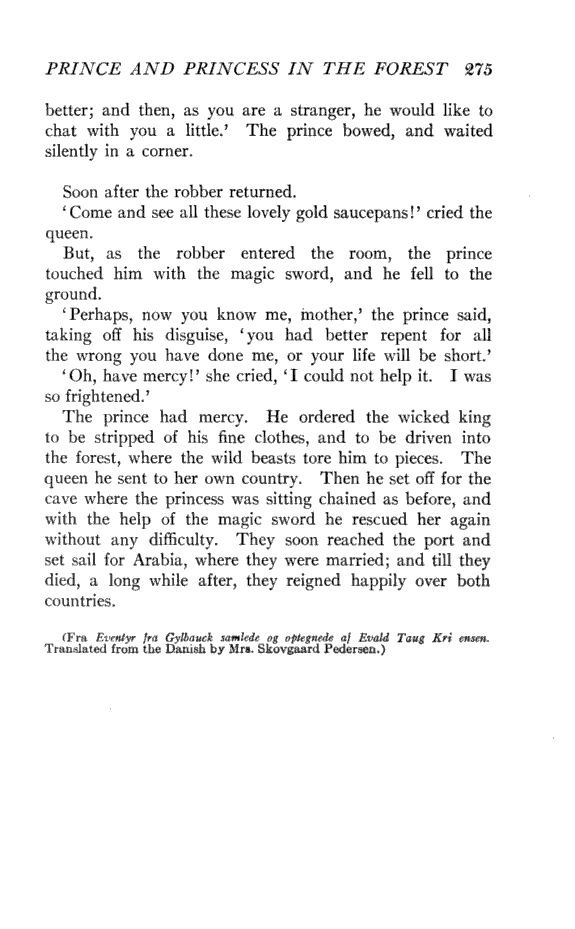 PRINCE AND PRINCESS IN THE FOREST 275
better; and then, as you are a stranger, he would like to
chat with you a little.’ The prince bowed, and waited
silently in a corner.
Soon after the robber returned.
‘Come and see all these lovely gold saucepans!’ cried the
queen.
But, as the robber entered the room, the prince
touched him with the magic sword, and he fell to the
ground.
‘Perhaps, now you know me, mother,’ the prince said,
taking off his disguise, ‘you had better repent for all
the wrong you have done me, or your life will be short.’
‘Oh, have mercy!’ she cried, ‘I could not help it. I was
so frightened.’
The prince had mercy. He ordered the wicked king
to be stripped of his fine clothes, and to be driven into
the forest, where the wild beasts tore him to pieces. The
queen he sent to her own country. Then he set off for the
cave where the princess was sitting chained as before, and
with the help of the magic sword he rescued her again
without any difficulty. They soon reached the port and
set sail for Arabia, where they were married; and till they
died, a long while after, they reigned happily over both
countries.
(Fra Eventyr fra Gylbauck samlede og optegnede af Evald Taug Kri ensen.
Translated from the Danish by Mrs. Skovgaard Pedersen.)